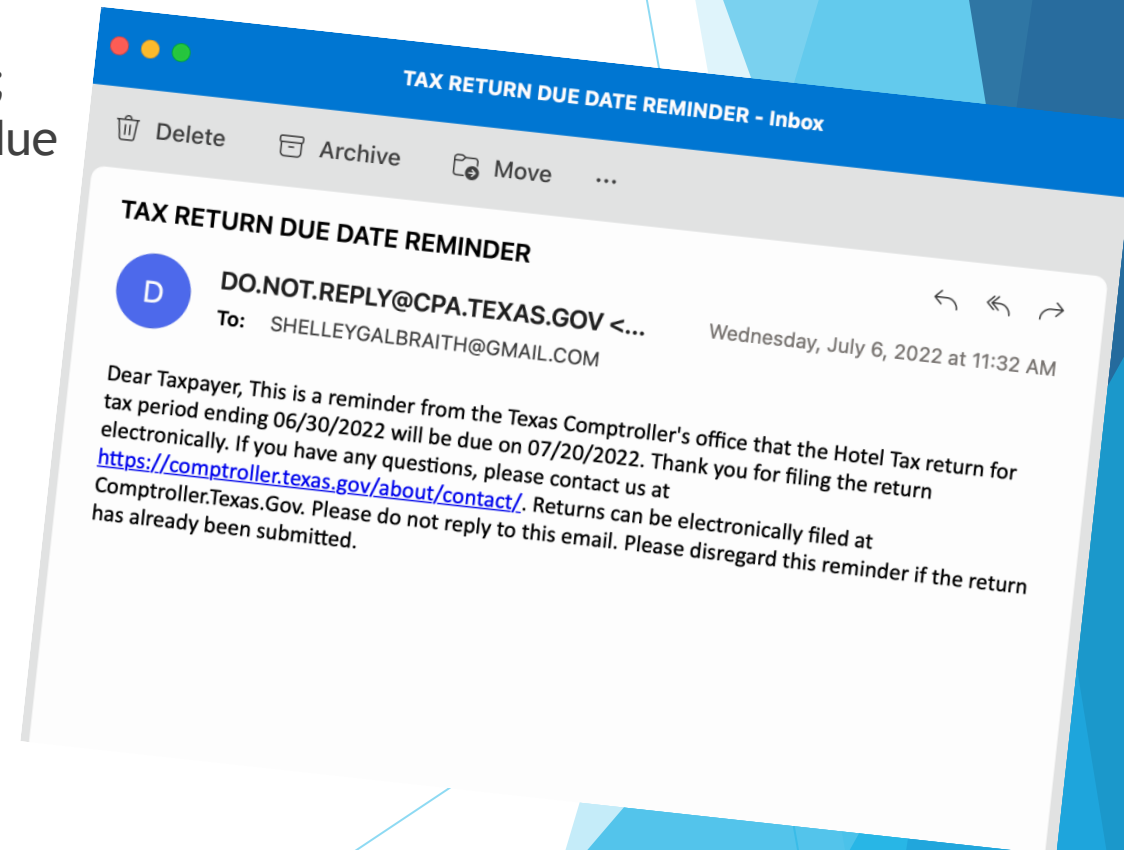 ;
lue
TAX RETURN DUE DATE REMINDER - Inbox
Delete Archive Move ...
TAX RETURN DUE DATE REMINDER
D
DO.NOT.REPLY@CPA.TEXAS.GOV <...
To: SHELLEYGALBRAITH@GMAIL.COM
Wednesday, July 6, 2022 at 11:32 AM
Dear Taxpayer, This is a reminder from the Texas Comptroller's office that the Hotel Tax return for
tax period ending 06/30/2022 will be due on 07/20/2022. Thank you for filing the return
electronically. If you have any questions, please contact us at
https://comptroller.texas.gov/about/contact/. Returns can be electronically filed at
Comptroller.Texas.Gov. Please do not reply to this email. Please disregard this reminder if the return
has already been submitted.